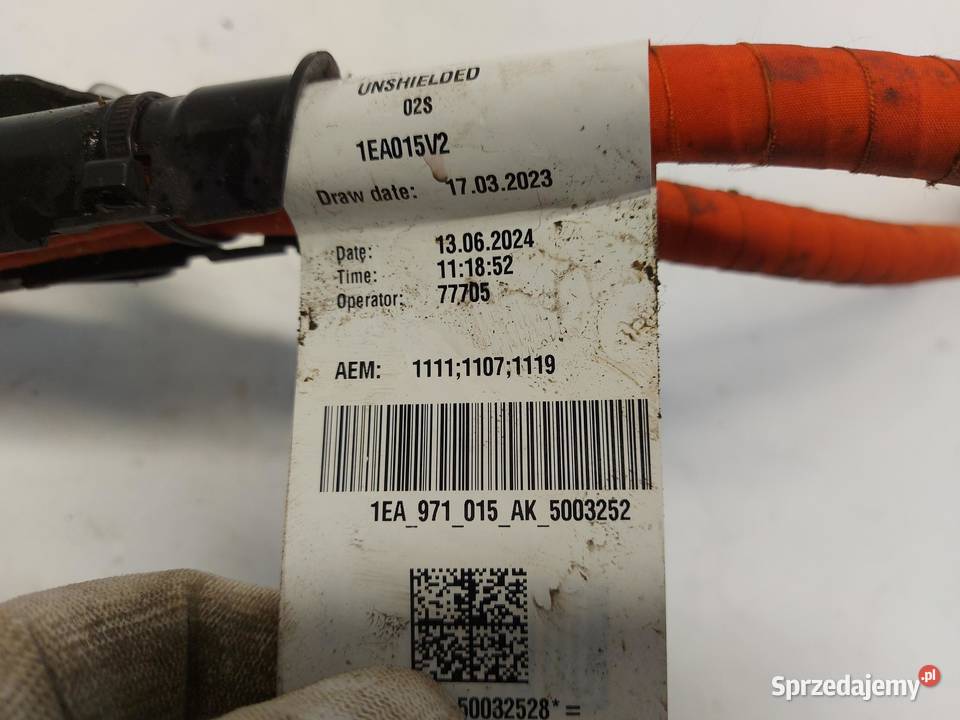 UNSHIELDED
02S
1EA015V2
Draw date: 17.03.2023
Date: 13.06.2024
Time: 11:18:52
Operator: 77705
AEM: 1111;1107;1119
1EA_971_015_AK_5003252
50032528* =
Sprzedajemy.pl